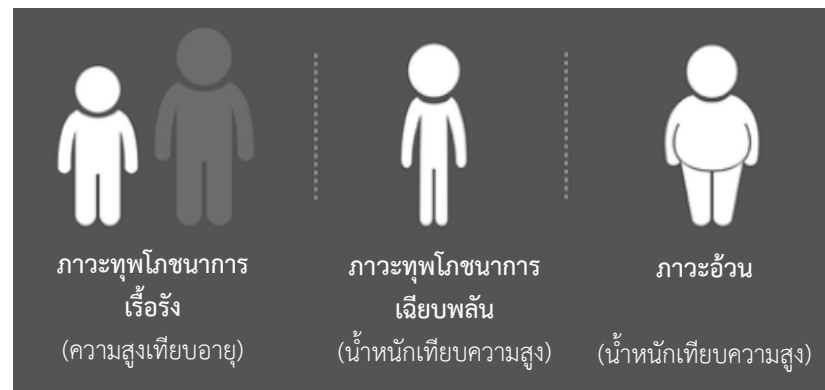 ภาวะทุพโภชนาการ
เรื้อรัง
(ความสูงเทียบอายุ)
ภาวะทุพโภชนาการ
เฉียบพลัน
(น้ำหนักเทียบความสูง)
ภาวะอ้วน
(น้ำหนักเทียบความสูง)